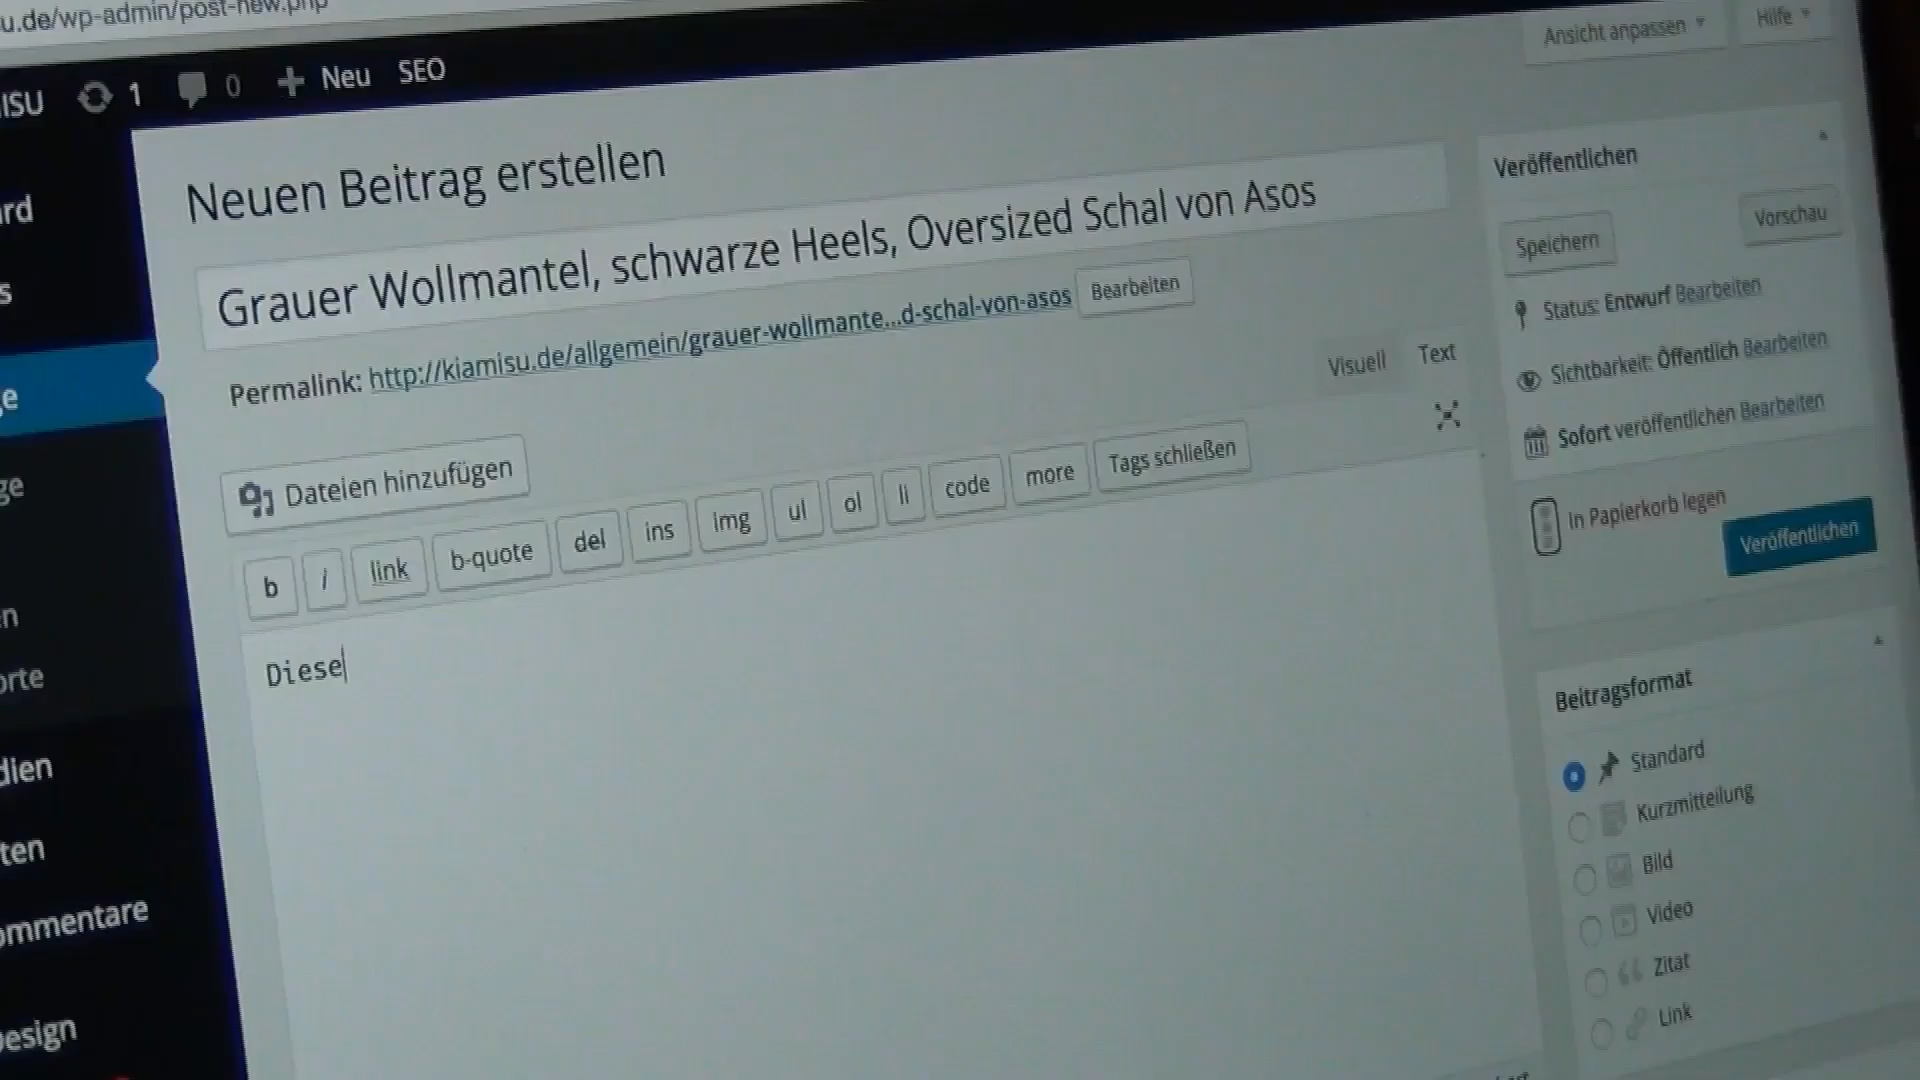 u.de/wp-admin/post-new.php
ISU 1 0 Neu SEO
Ansicht anpassen Hilfe
Neuen Beitrag erstellen
Grauer Wollmantel, schwarze Heels, Oversized Schal von Asos
Permalink: http://kiamisu.de/allgemein/grauer-wollmante...d-schal-von-asos Bearbeiten
Dateien hinzufügen
Visuell Text
b i link b-quote del ins img ul ol li code more Tags schließen
Diese
Veröffentlichen
Speichern Vorschau
Status: Entwurf Bearbeiten
Sichtbarkeit: Öffentlich Bearbeiten
Sofort veröffentlichen Bearbeiten
In Papierkorb legen
Veröffentlichen
Beitragsformat
Standard
Kurzmitteilung
Bild
Video
Zitat
Link
ard
s
ge
ge
en
orte
dien
ten
ommentare
esign